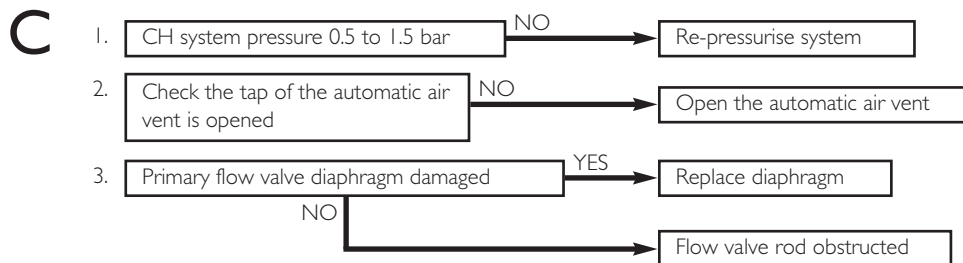 C
1. CH system pressure 0.5 to 1.5 bar NO Re-pressurise system
2. Check the tap of the automatic air NO Open the automatic air vent
vent is opened
3. Primary flow valve diaphragm damaged YES Replace diaphragm
NO
Flow valve rod obstructed